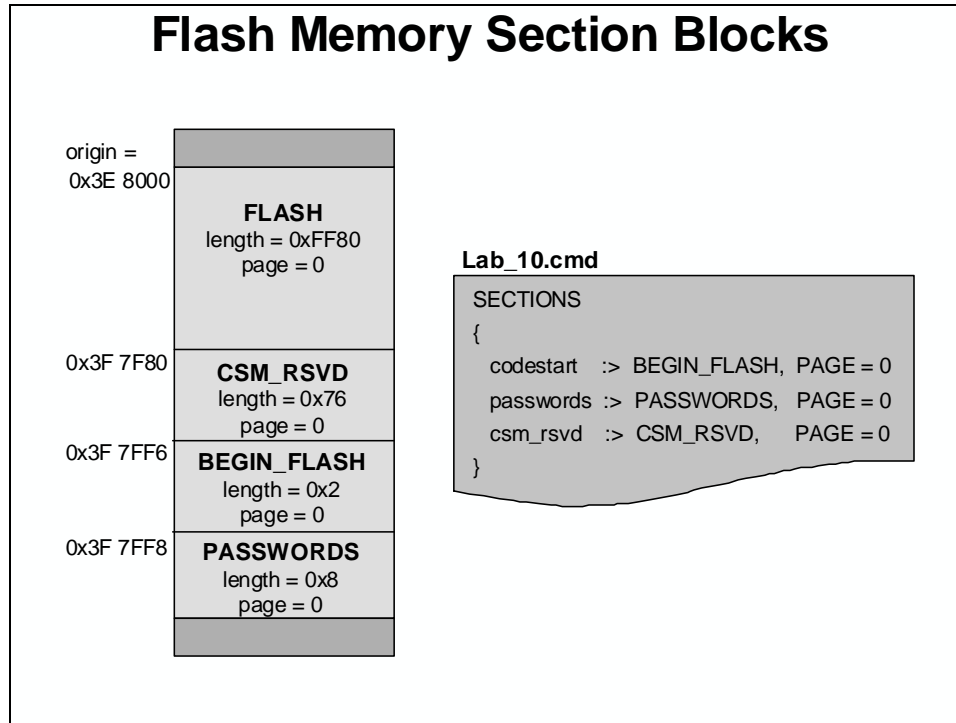 Flash Memory Section Blocks
origin =
0x3E 8000
FLASH
length = 0xFF80
page = 0
0x3F 7F80
CSM_RSVD
length = 0x76
page = 0
0x3F 7FF6
BEGIN_FLASH
length = 0x2
page = 0
0x3F 7FF8
PASSWORDS
length = 0x8
page = 0
Lab_10.cmd
SECTIONS
{
codestart :> BEGIN_FLASH, PAGE = 0
passwords :> PASSWORDS, PAGE = 0
csm_rsvd :> CSM_RSVD, PAGE = 0
}